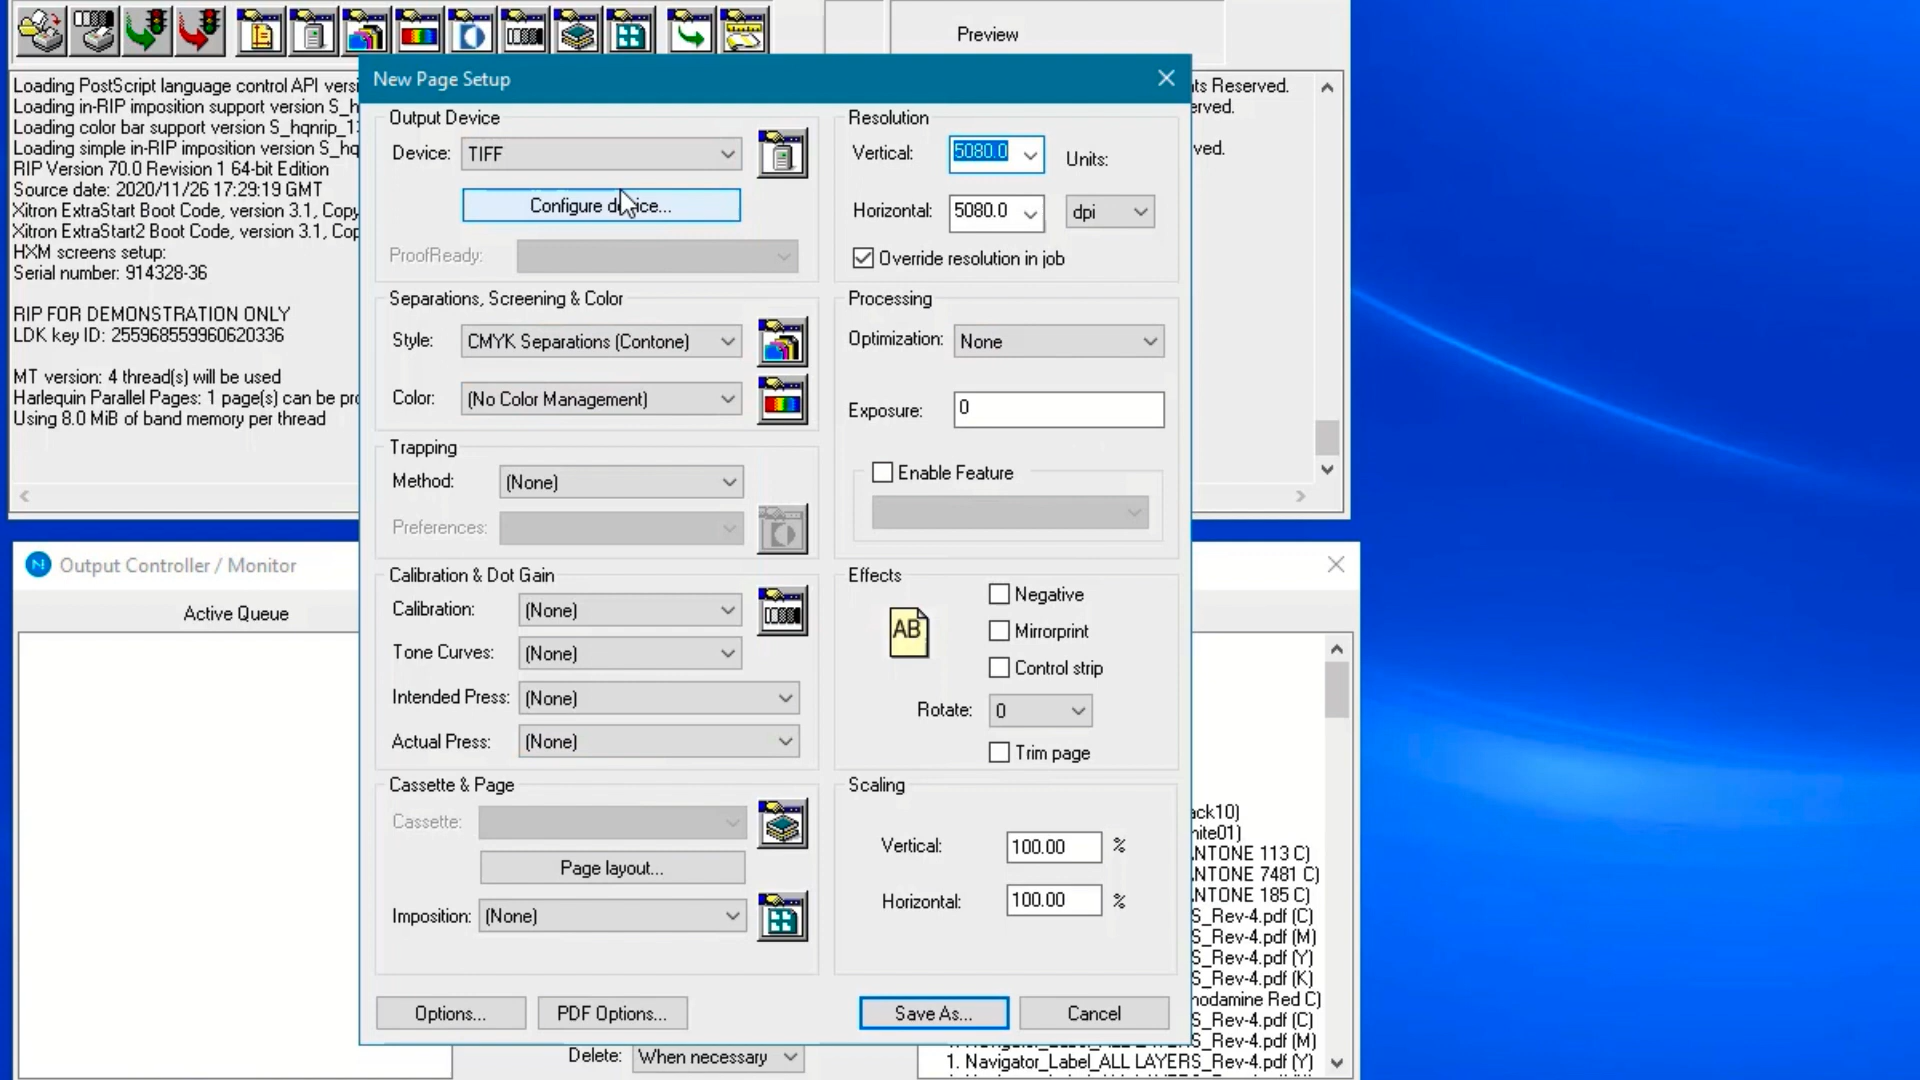 Preview
Loading PostScript language control API versi
Loading in-RIP imposition support version S_h
Loading color bar support version S_hqnrip_1
Loading simple in-RIP imposition version S_hq
RIP Version 70.0 Revision 1 64-bit Edition
Source date: 2020/11/26 17:29:19 GMT
Xitron ExtraStart Boot Code, version 3.1, Copy
Xitron ExtraStart2 Boot Code, version 3.1, Cop
HXM screens setup:
Serial number: 914328-36
RIP FOR DEMONSTRATION ONLY
LDK key ID: 255968559960620336
MT version: 4 thread(s) will be used
Harlequin Parallel Pages: 1 page(s) can be pro
Using 8.0 MiB of band memory per thread
ts Reserved.
erved.
ved.
New Page Setup
Output Device
Device: TIFF
Configure device...
ProofReady:
Separations, Screening & Color
Style: CMYK Separations (Contone)
Color: (No Color Management)
Trapping
Method: (None)
Preferences:
Calibration & Dot Gain
Calibration: (None)
Tone Curves: (None)
Intended Press: (None)
Actual Press: (None)
Cassette & Page
Cassette:
Page layout...
Imposition: (None)
Resolution
Vertical: 5080.0 Units:
Horizontal: 5080.0 dpi
Override resolution in job
Processing
Optimization: None
Exposure: 0
Enable Feature
Effects
AB
Negative
Mirrorprint
Control strip
Rotate: 0
Trim page
Scaling
Vertical: 100.00 %
Horizontal: 100.00 %
Options... PDF Options... Save As... Cancel
Output Controller / Monitor
Active Queue
ack10)
hite01)
NTONE 113 C)
NTONE 7481 C)
NTONE 185 C)
S_Rev-4.pdf (C)
S_Rev-4.pdf (M)
S_Rev-4.pdf (Y)
S_Rev-4.pdf (K)
hodamine Red C)
S_Rev-4.pdf (C)
1. Navigator_Label_ALL LAYERS_Rev-4.pdf (M)
1. Navigator_Label_ALL LAYERS_Rev-4.pdf (Y)
Delete: When necessary